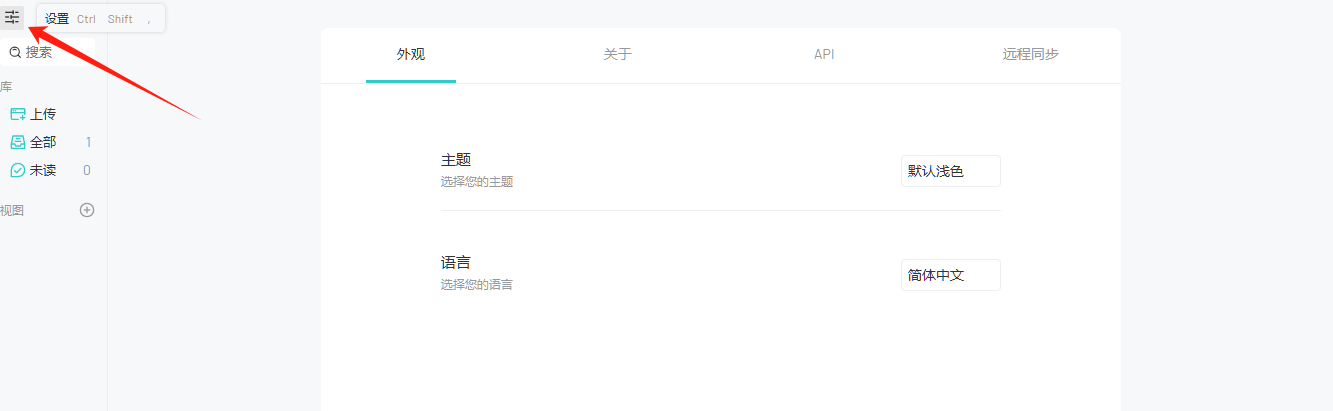 设置 Ctrl Shift ,
搜索
库
上传
全部 1
未读 0
视图
外观 关于 API 远程同步
主题
选择您的主题
默认浅色
语言
选择您的语言
简体中文